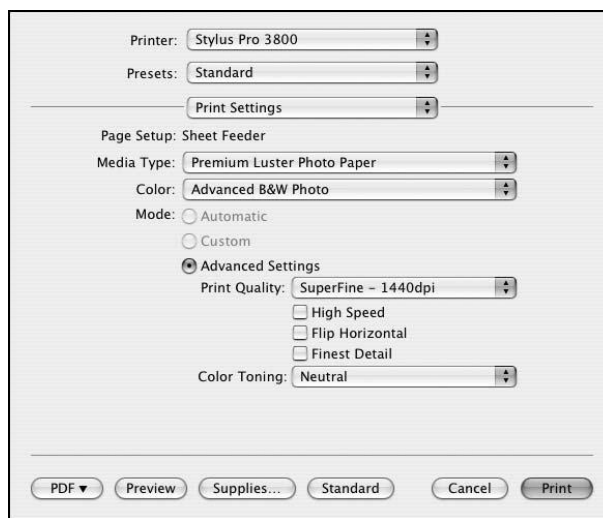 Printer: Stylus Pro 3800
Presets: Standard
Print Settings
Page Setup: Sheet Feeder
Media Type: Premium Luster Photo Paper
Color: Advanced B&W Photo
Mode: Automatic
Custom
Advanced Settings
Print Quality: SuperFine - 1440dpi
High Speed
Flip Horizontal
Finest Detail
Color Toning: Neutral
PDF ▼ Preview Supplies... Standard Cancel Print